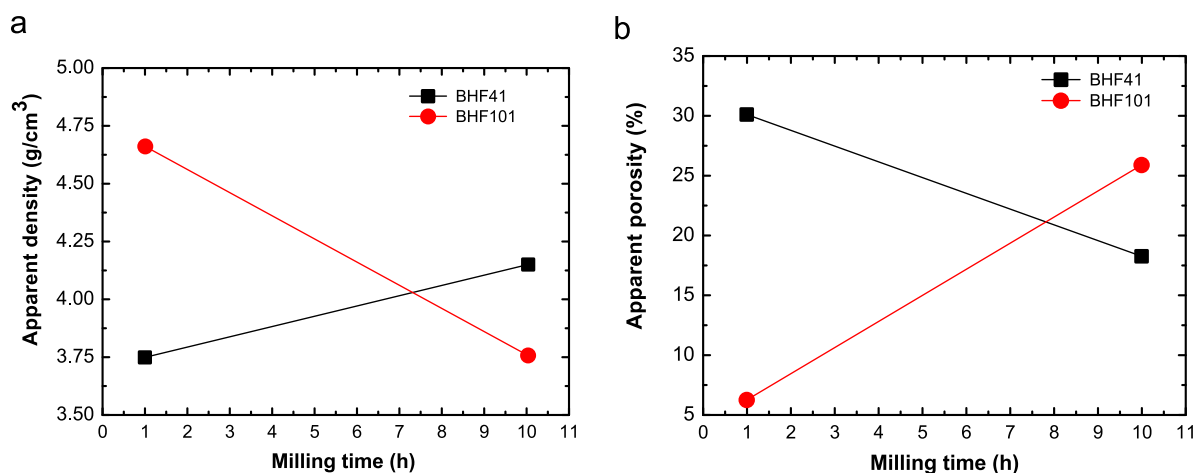 a
5.00
4.75
4.50
4.25
4.00
3.75
3.50
Apparent density (g/cm³)
BHF41
BHF101
0 1 2 3 4 5 6 7 8 9 10 11
Milling time (h)
b
35
30
25
20
15
10
5
Apparent porosity (%)
BHF41
BHF101
0 1 2 3 4 5 6 7 8 9 10 11
Milling time (h)